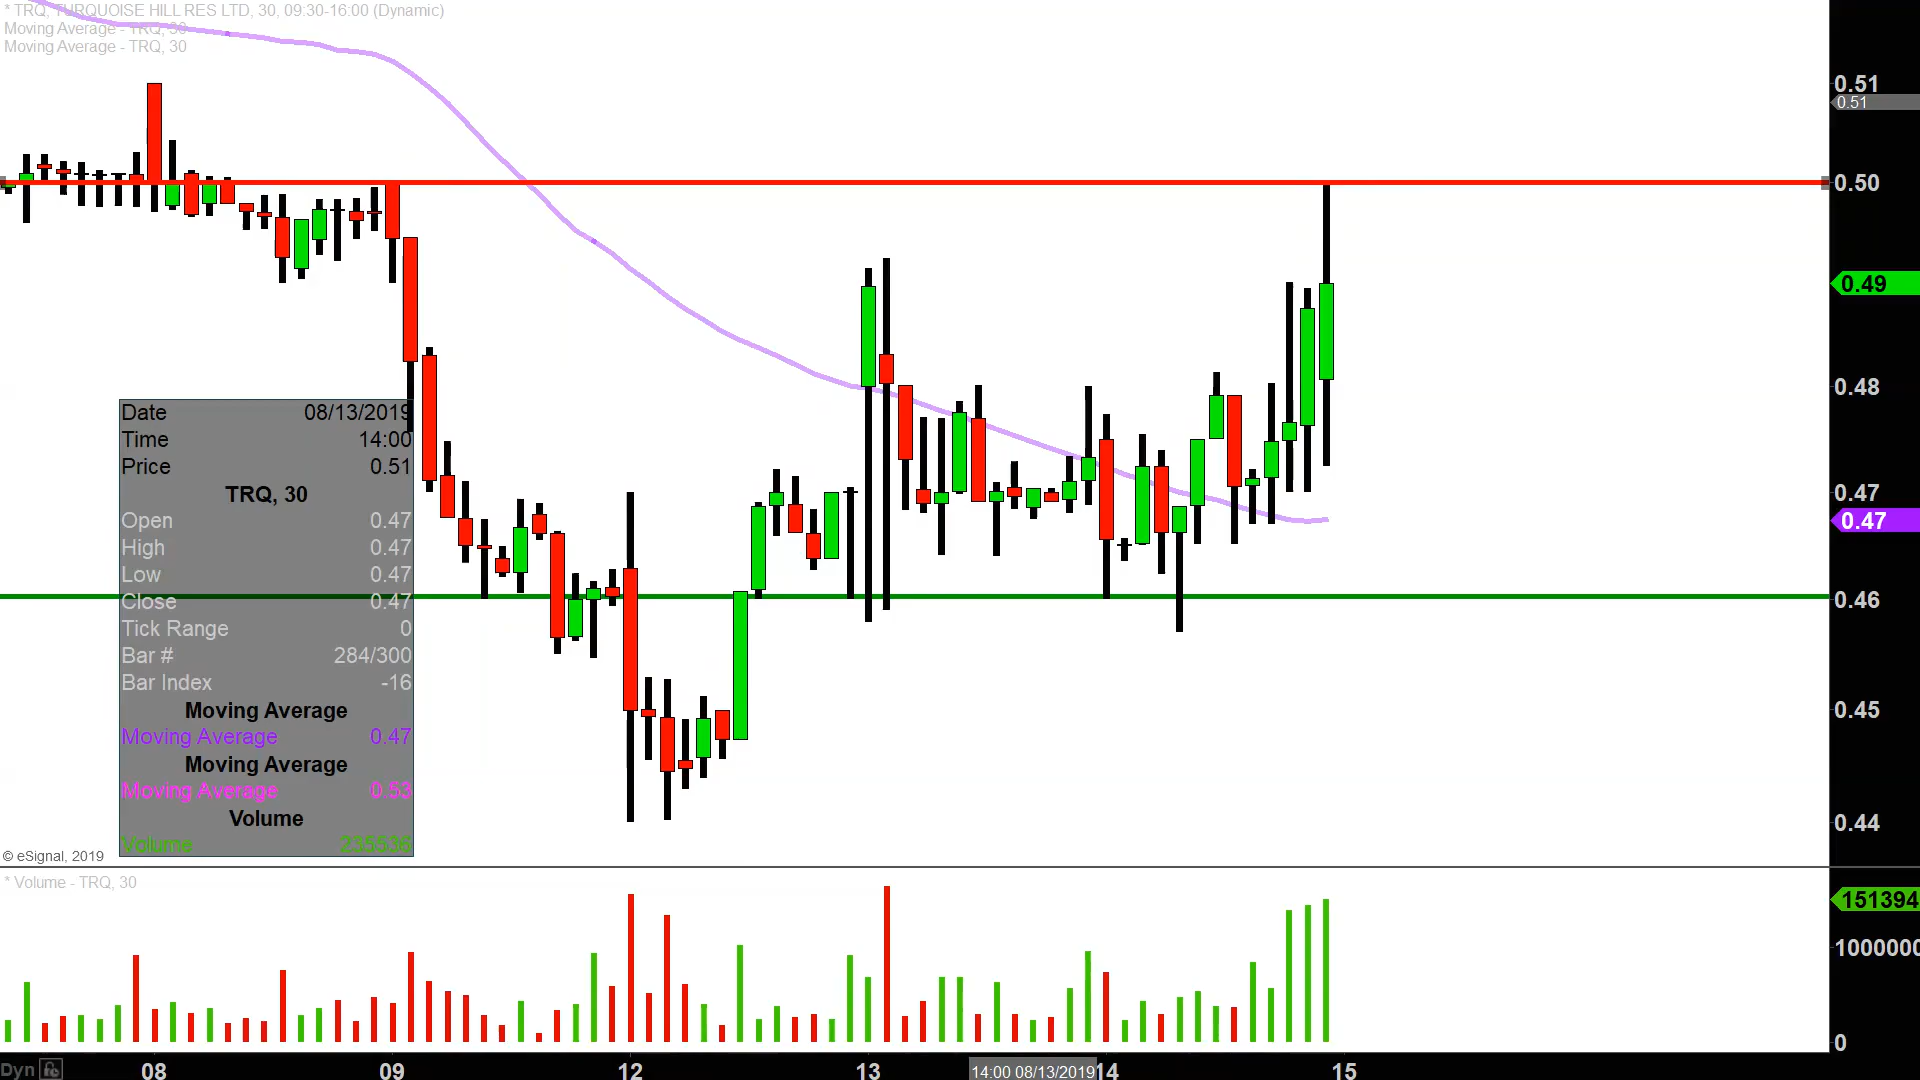 * TRQ, TURQUOISE HILL RES LTD, 30, 09:30-16:00 (Dynamic)
Moving Average - TRQ, 30
Moving Average - TRQ, 30
0.51
0.51
0.50
0.49
0.48
0.47
0.47
0.46
0.45
0.44
Date 08/13/2019
Time 14:00
Price 0.51
TRQ, 30
Open 0.47
High 0.47
Low 0.47
Close 0.47
Tick Range 0
Bar # 284/300
Bar Index -16
Moving Average
Moving Average 0.47
Moving Average
Moving Average 0.53
Volume
Volume 235536
© eSignal, 2019
* Volume - TRQ, 30
151394
1000000
0
Dyn 08 09 12 13 14:00 08/13/2019 14 15